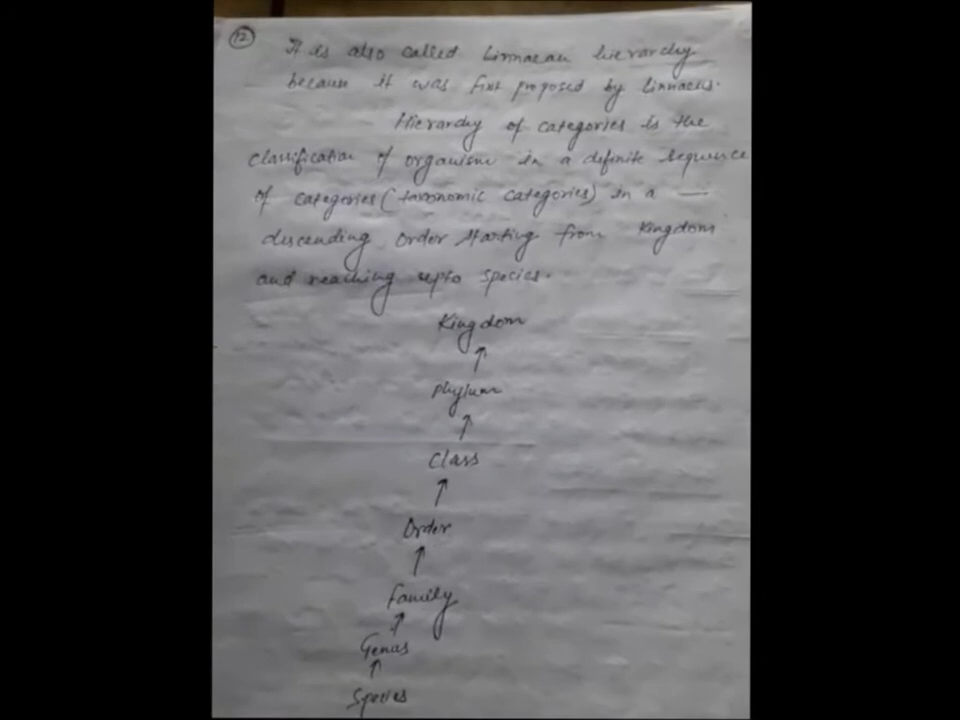 12
It is also called Linnaean hierarchy
because it was first proposed by Linnaeus.
Hierarchy of categories is the
classification of organism in a definite sequence
of categories (taxonomic categories) in a —
descending order starting from Kingdom
and reaching upto species.
Kingdom
↑
Phylum
↑
Class
↑
Order
↑
Family
↑
Genus
↑
Species